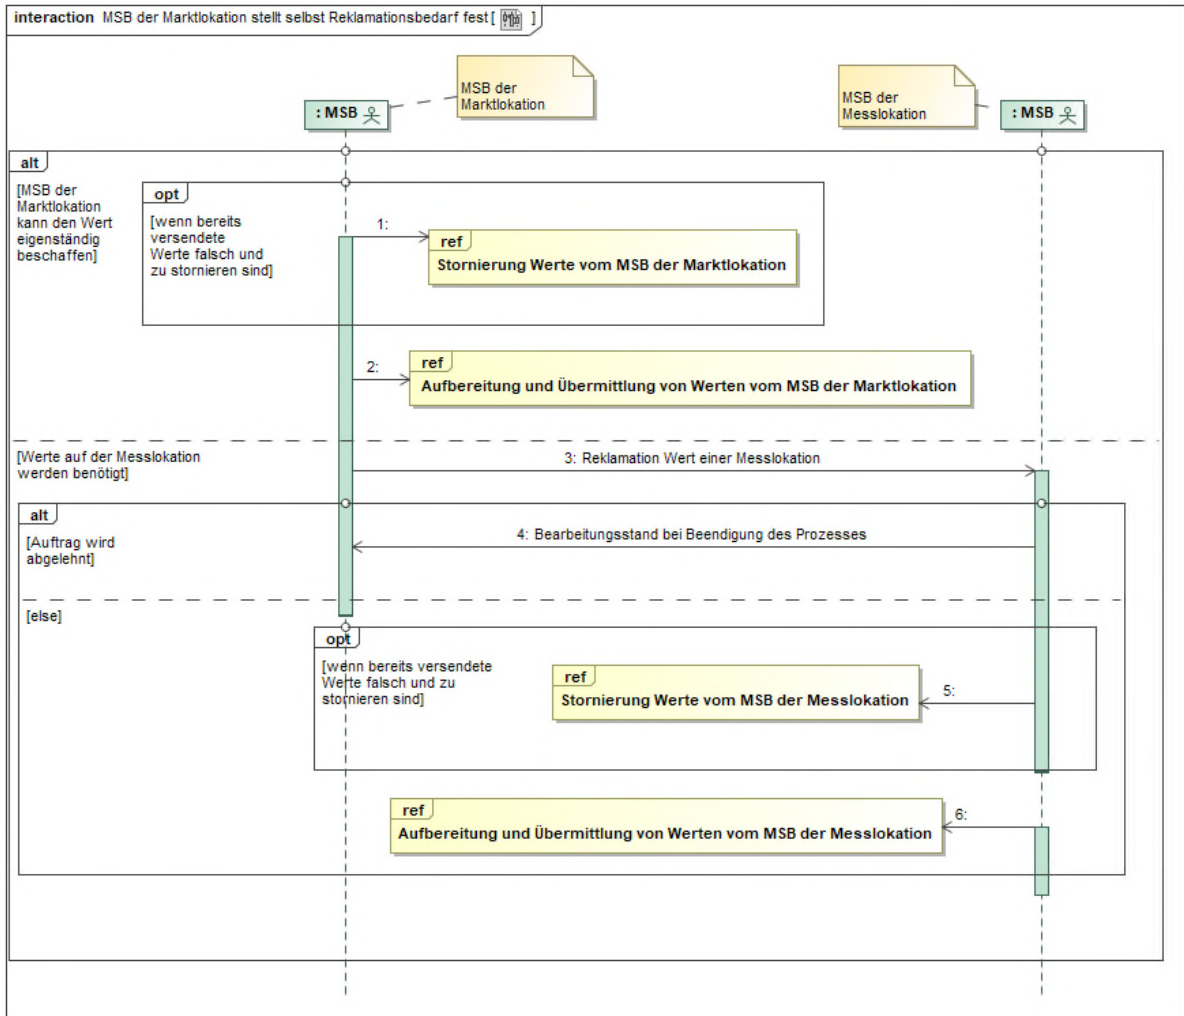 interaction MSB der Marktlokation stellt selbst Reklamationsbedarf fest [ ]
MSB der
Marktlokation
MSB der
Messlokation
: MSB
: MSB
alt
[MSB der
Marktlokation
kann den Wert
eigenständig
beschaffen]
opt
[wenn bereits
versendete
Werte falsch und
zu stornieren sind]
1:
ref
Stornierung Werte vom MSB der Marktlokation
2:
ref
Aufbereitung und Übermittlung von Werten vom MSB der Marktlokation
[Werte auf der Messlokation
werden benötigt]
3: Reklamation Wert einer Messlokation
alt
[Auftrag wird
abgelehnt]
4: Bearbeitungsstand bei Beendigung des Prozesses
[else]
opt
[wenn bereits versendete
Werte falsch und zu
stornieren sind]
ref
Stornierung Werte vom MSB der Messlokation
5:
ref
Aufbereitung und Übermittlung von Werten vom MSB der Messlokation
6: